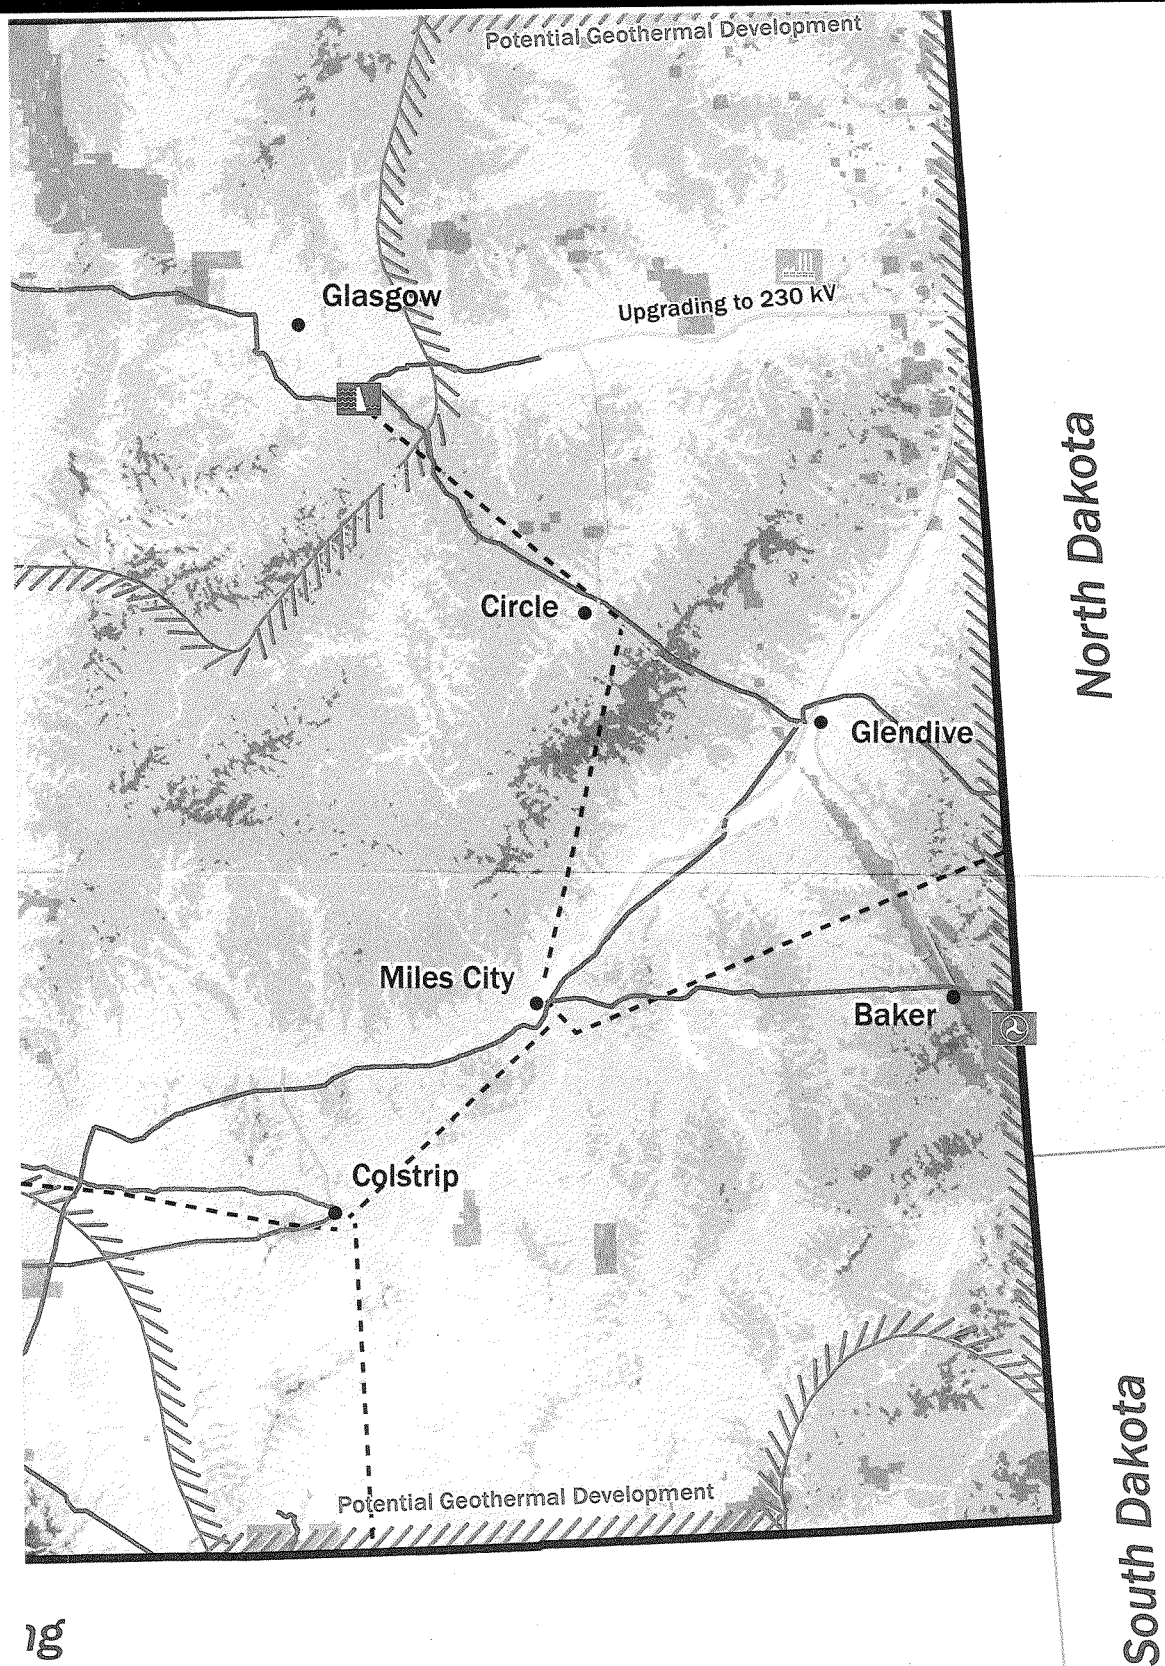 Potential Geothermal Development
Glasgow
Upgrading to 230 kV
North Dakota
Circle
Glendive
Miles City
Baker
Colstrip
Potential Geothermal Development
South Dakota